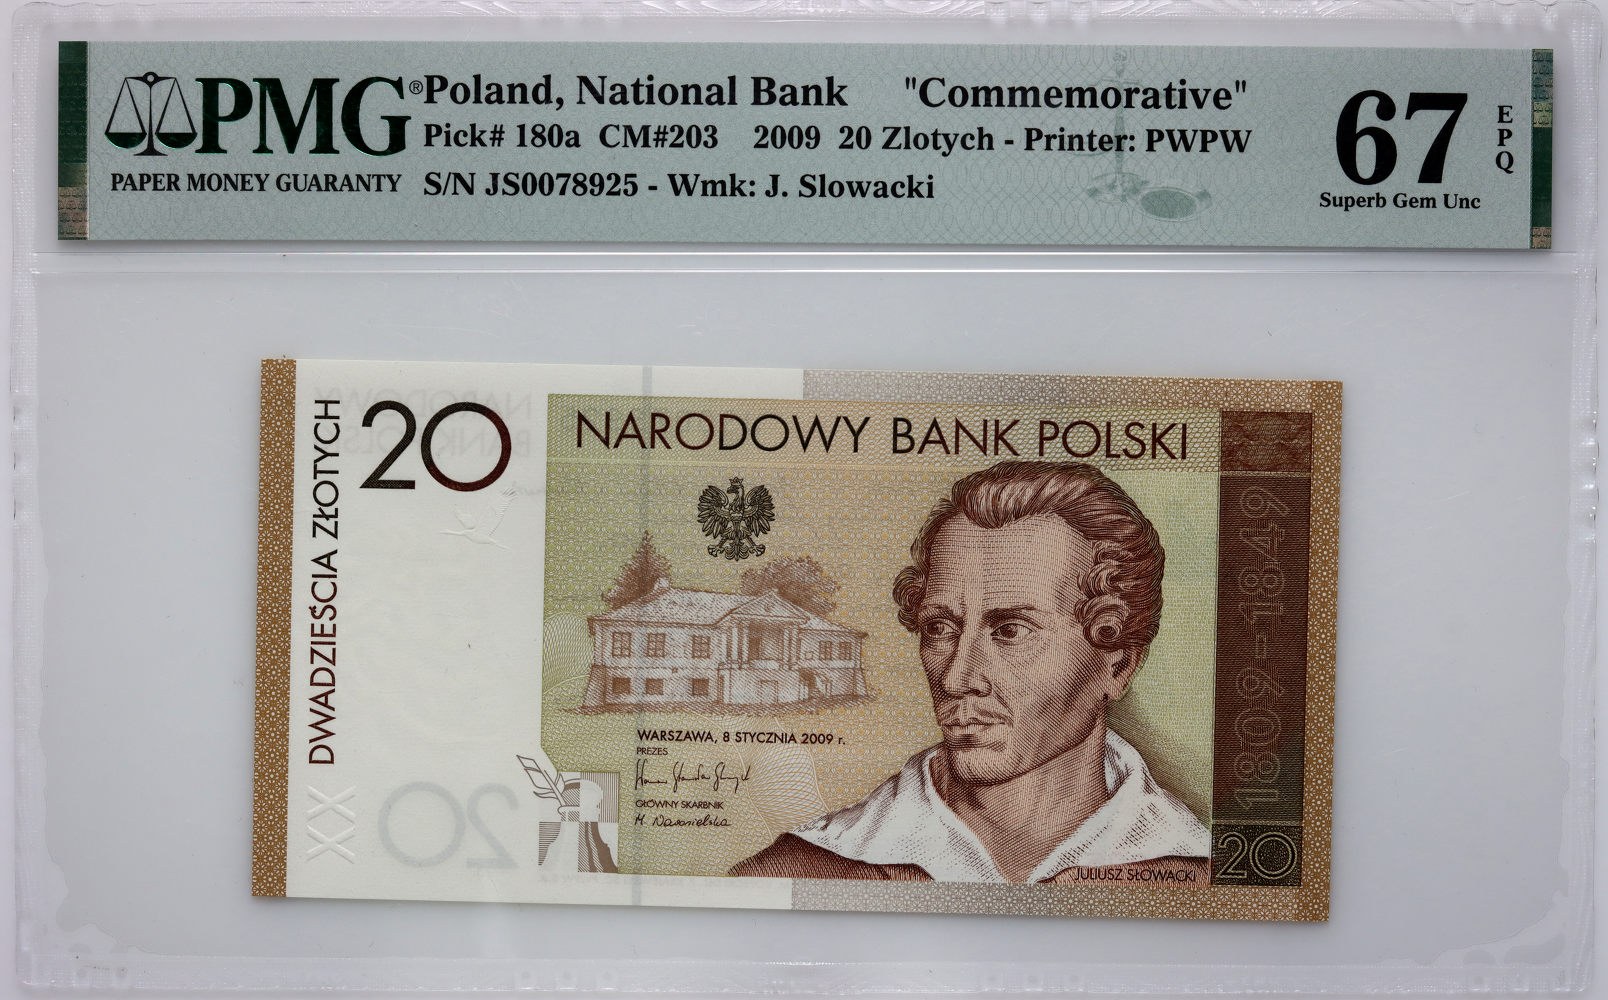 PMG® Poland, National Bank "Commemorative"
Pick# 180a CM#203 2009 20 Zlotych - Printer: PWPW
PAPER MONEY GUARANTY S/N JS0078925 - Wmk: J. Slowacki
67
EPQ
Superb Gem Unc
20
DWADZIEŚCIA ZŁOTYCH
NARODOWY BANK POLSKI
1809-1849
WARSZAWA, 8 STYCZNIA 2009 r.
PREZES
GŁÓWNY SKARBNIK
XX
20
JULIUSZ SŁOWACKI
20